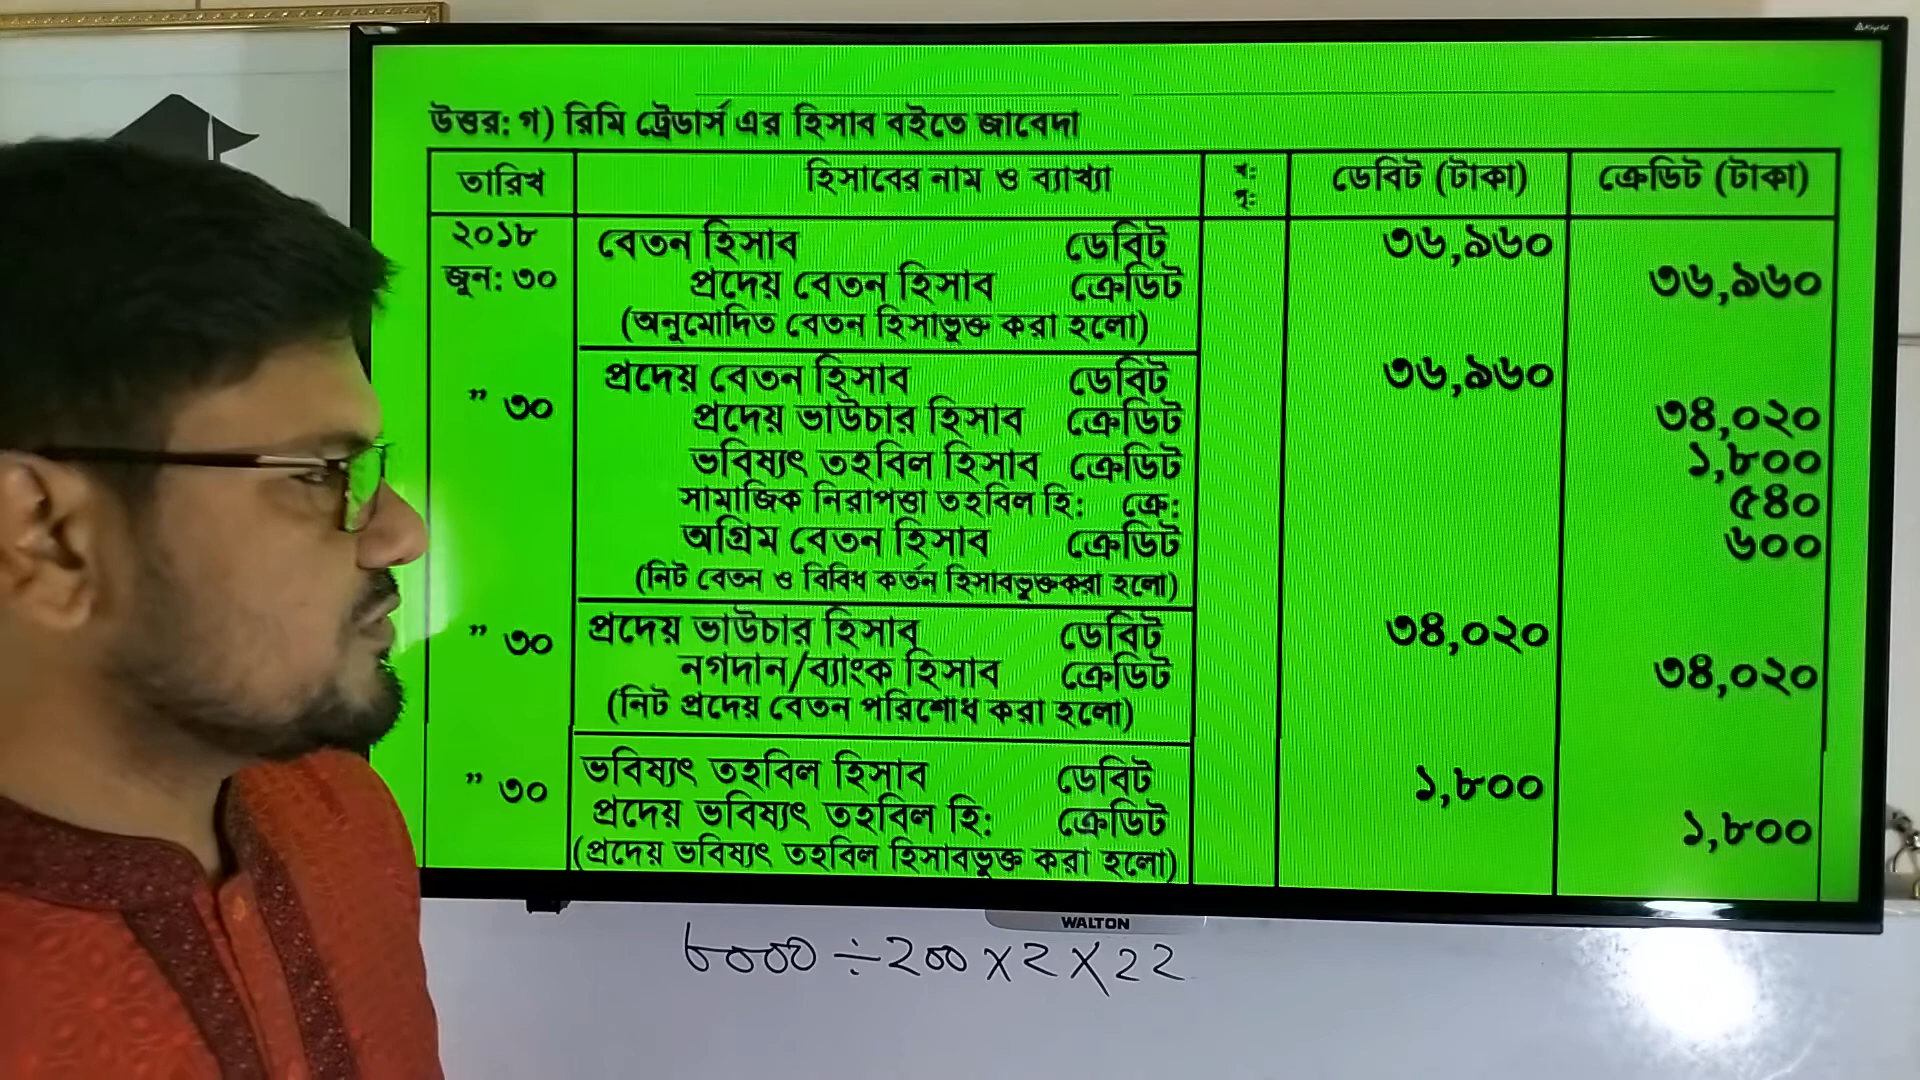 উত্তর: গ) রিমি ট্রেডার্স এর হিসাব বইতে জাবেদা
তারিখ হিসাবের নাম ও ব্যাখ্যা খ: পৃ: ডেবিট (টাকা) ক্রেডিট (টাকা)
২০১৮ বেতন হিসাব ডেবিট ৩৬,৯৬০
জুন: ৩০ প্রদেয় বেতন হিসাব ক্রেডিট ৩৬,৯৬০
(অনুমোদিত বেতন হিসাভুক্ত করা হলো)
প্রদেয় বেতন হিসাব ডেবিট ৩৬,৯৬০
” ৩০ প্রদেয় ভাউচার হিসাব ক্রেডিট ৩৪,০২০
ভবিষ্যৎ তহবিল হিসাব ক্রেডিট ১,৮০০
সামাজিক নিরাপত্তা তহবিল হি: ক্রে: ৫৪০
অগ্রিম বেতন হিসাব ক্রেডিট ৬০০
(নিট বেতন ও বিবিধ কর্তন হিসাবভুক্তকরা হলো)
” ৩০ প্রদেয় ভাউচার হিসাব ডেবিট ৩৪,০২০
নগদান/ব্যাংক হিসাব ক্রেডিট ৩৪,০২০
(নিট প্রদেয় বেতন পরিশোধ করা হলো)
” ৩০ ভবিষ্যৎ তহবিল হিসাব ডেবিট ১,৮০০
প্রদেয় ভবিষ্যৎ তহবিল হি: ক্রেডিট ১,৮০০
(প্রদেয় ভবিষ্যৎ তহবিল হিসাবভুক্ত করা হলো)
WALTON
৮০০০ ÷ ২০০ × ২ × ২২